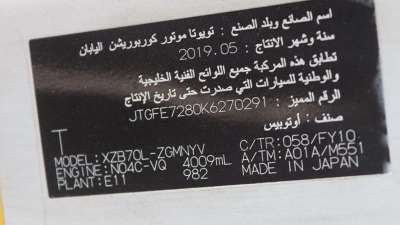 اسم الصانع وبلد الصنع : تويوتا موتور كوربوريشن اليابان
سنة وشهر الانتاج : 2019.05
تطابق هذه المركبة جميع اللوائح الفنية الخليجية
والوطنية للسيارات التي صدرت حتى تاريخ الإنتاج
الرقم المميز : JTGFE7280K6270291
صنف : أوتوبيس
T
MODEL: XZB70L-ZGMNYV C/TR: 058/FY10
ENGINE: N04C-VQ 4009mL A/TM: A01A/M551
PLANT: E11 982 MADE IN JAPAN